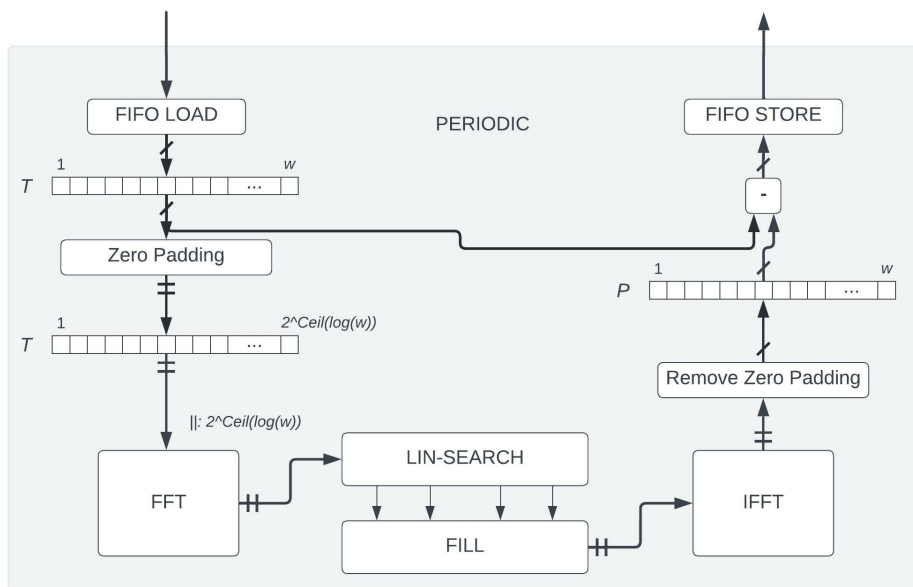 FIFO LOAD
PERIODIC
FIFO STORE
1
w
T
...
-
Zero Padding
1
w
P
...
1
2^Ceil(log(w))
T
...
Remove Zero Padding
||: 2^Ceil(log(w))
LIN-SEARCH
FFT
IFFT
FILL